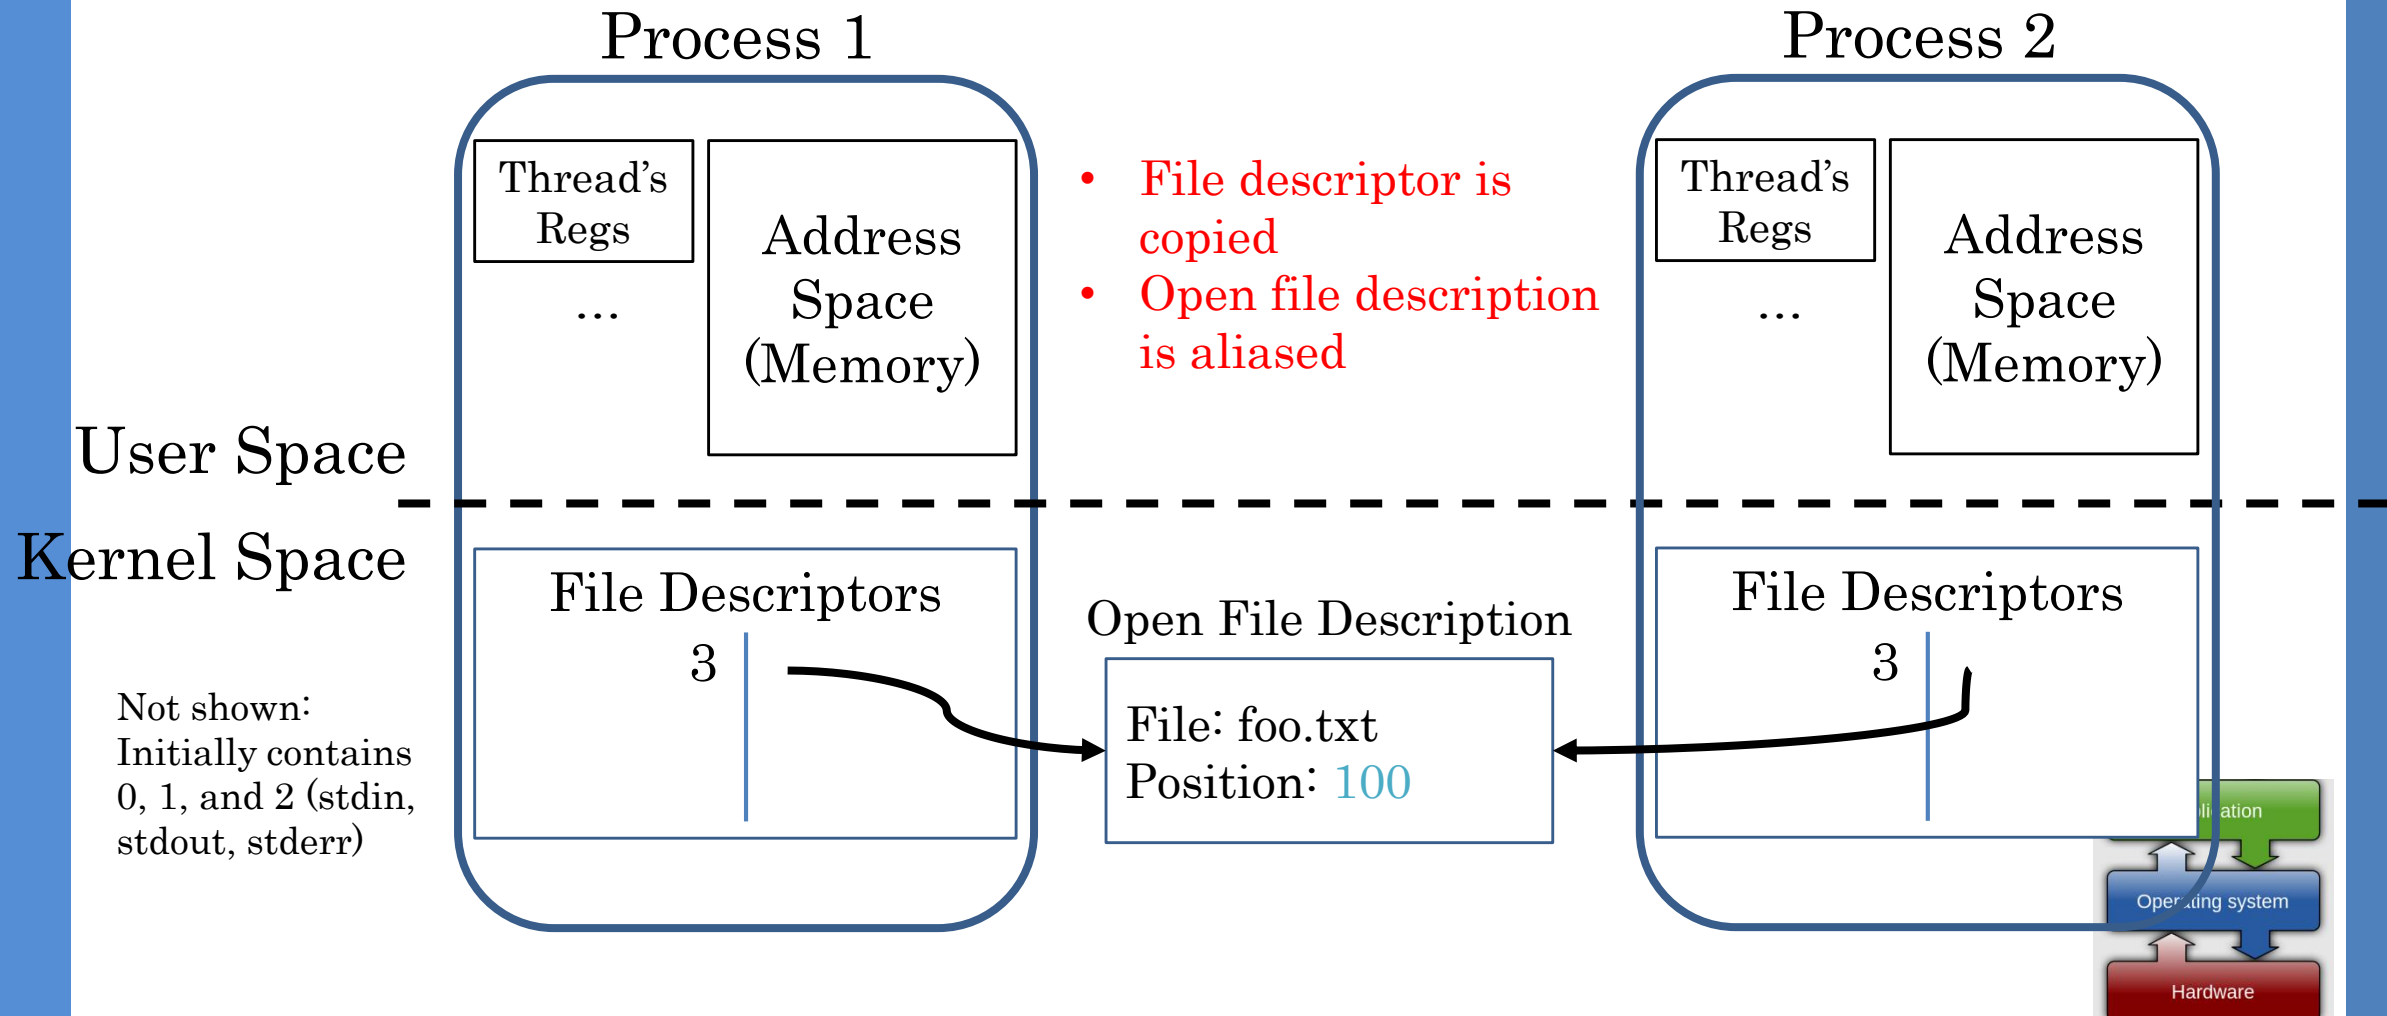 Process 1
Process 2
Thread's
Regs
...
Address
Space
(Memory)
• File descriptor is
copied
• Open file description
is aliased
Thread's
Regs
...
Address
Space
(Memory)
User Space
Kernel Space
File Descriptors
3
Open File Description
File: foo.txt
Position: 100
File Descriptors
3
Not shown:
Initially contains
0, 1, and 2 (stdin,
stdout, stderr)
Operating system
Hardware